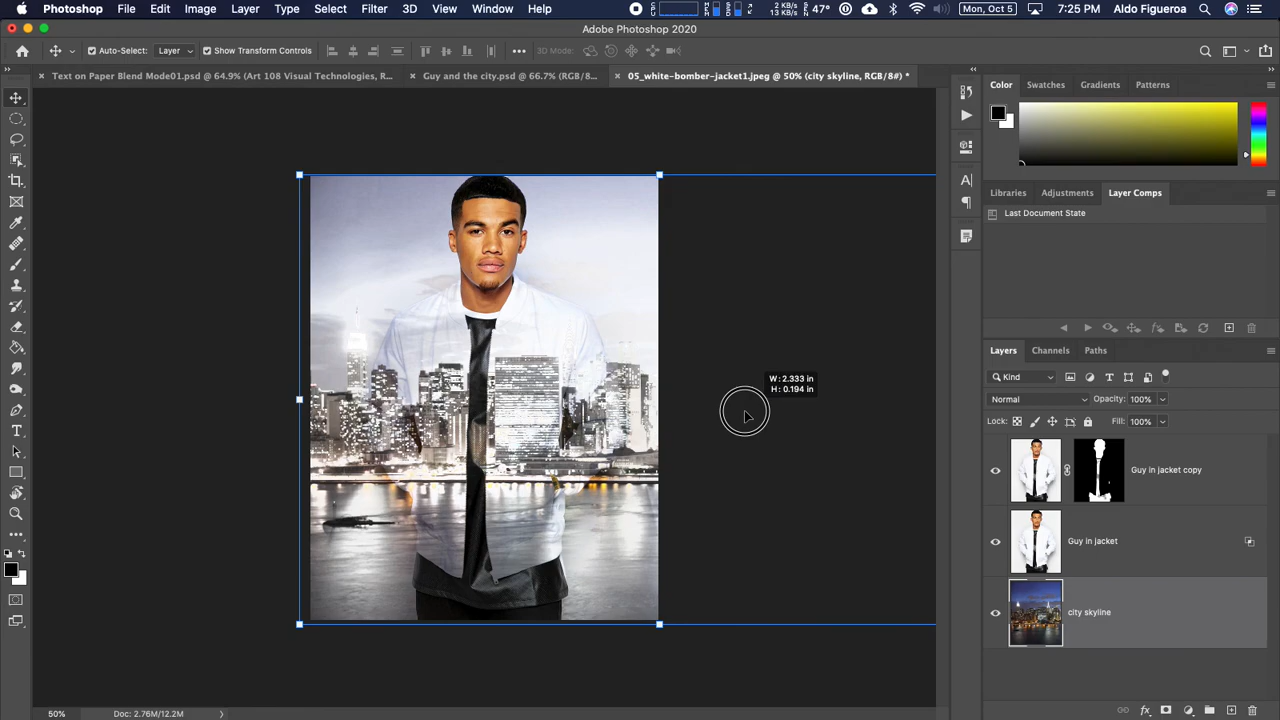 Photoshop File Edit Image Layer Type Select Filter 3D View Window Help 2 KB/s 13 KB/s 47° Mon, Oct 5 7:25 PM Aldo Figueroa
Adobe Photoshop 2020
Auto-Select: Layer Show Transform Controls 3D Mode:
Text on Paper Blend Mode01.psd @ 64.9% (Art 108 Visual Technologies, R... Guy and the city.psd @ 66.7% (RGB/8... 05_white-bomber-jacket1.jpeg @ 50% (city skyline, RGB/8#) *
Color Swatches Gradients Patterns
Libraries Adjustments Layer Comps
Last Document State
Layers Channels Paths
Kind
Normal Opacity: 100%
Lock: Fill: 100%
W: 2.333 in
H: 0.194 in
Guy in jacket copy
Guy in jacket
city skyline
50% Doc: 2.76M/12.2M